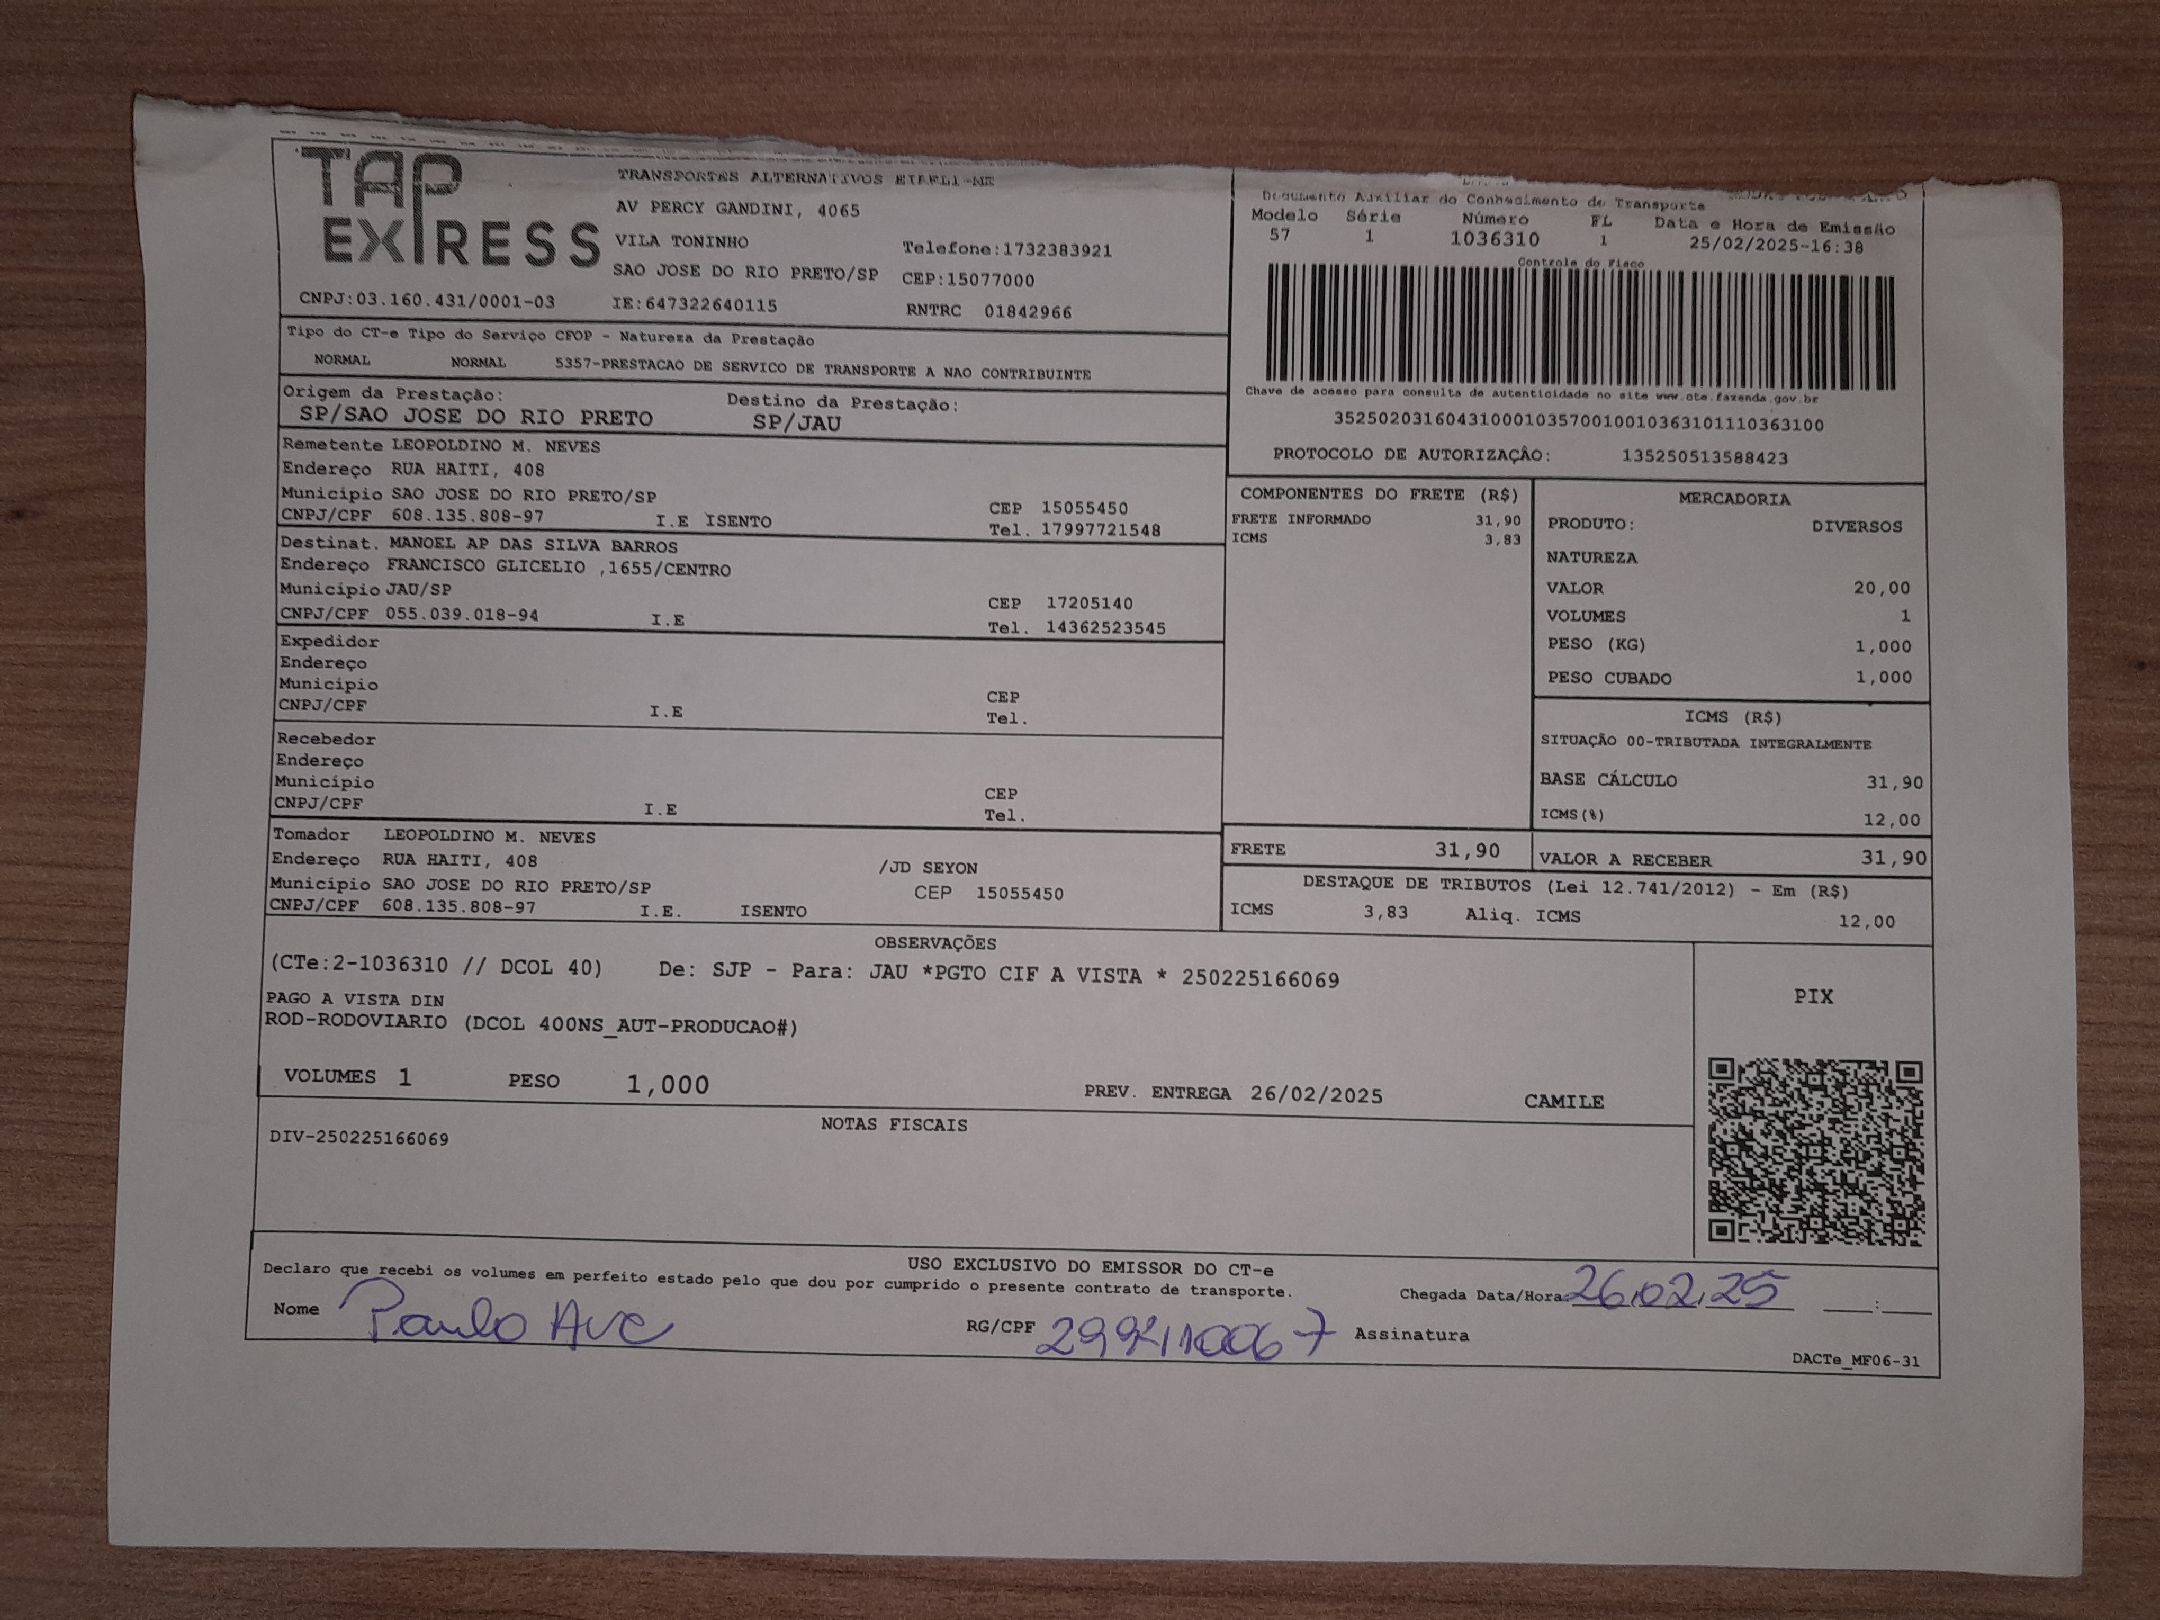 TAP EXPRESS
TRANSPORTES ALTERNATIVOS EIRELI-ME
AV PERCY GANDINI, 4065
VILA TONINHO Telefone:1732383921
SAO JOSE DO RIO PRETO/SP CEP:15077000
CNPJ:03.160.431/0001-03 IE:647322640115 RNTRC 01842966
Documento Auxiliar do Conhecimento de Transporte
Modelo Série Número FL Data e Hora de Emissão
57 1 1036310 1 25/02/2025-16:38
Controle do Fisco
Chave de acesso para consulta de autenticidade no site www.cte.fazenda.gov.br
35250203160431000103570010010363101110363100
PROTOCOLO DE AUTORIZAÇÂO: 135250513588423
Tipo do CT-e Tipo do Serviço CFOP - Natureza da Prestação
NORMAL NORMAL 5357-PRESTACAO DE SERVICO DE TRANSPORTE A NAO CONTRIBUINTE
Origem da Prestação: Destino da Prestação:
SP/SAO JOSE DO RIO PRETO SP/JAU
Remetente LEOPOLDINO M. NEVES
Endereço RUA HAITI, 408
Município SAO JOSE DO RIO PRETO/SP CEP 15055450
CNPJ/CPF 608.135.808-97 I.E ISENTO Tel. 17997721548
Destinat. MANOEL AP DAS SILVA BARROS
Endereço FRANCISCO GLICELIO ,1655/CENTRO
Município JAU/SP CEP 17205140
CNPJ/CPF 055.039.018-94 I.E Tel. 14362523545
Expedidor
Endereço
Município CEP
CNPJ/CPF I.E Tel.
Recebedor
Endereço
Município CEP
CNPJ/CPF I.E Tel.
Tomador LEOPOLDINO M. NEVES
Endereço RUA HAITI, 408 /JD SEYON
Município SAO JOSE DO RIO PRETO/SP CEP 15055450
CNPJ/CPF 608.135.808-97 I.E. ISENTO
COMPONENTES DO FRETE (R$)
FRETE INFORMADO 31,90
ICMS 3,83
MERCADORIA
PRODUTO: DIVERSOS
NATUREZA
VALOR 20,00
VOLUMES 1
PESO (KG) 1,000
PESO CUBADO 1,000
ICMS (R$)
SITUAÇÃO 00-TRIBUTADA INTEGRALMENTE
BASE CÁLCULO 31,90
ICMS(%) 12,00
FRETE 31,90 VALOR A RECEBER 31,90
DESTAQUE DE TRIBUTOS (Lei 12.741/2012) - Em (R$)
ICMS 3,83 Aliq. ICMS 12,00
OBSERVAÇÕES
(CTe:2-1036310 // DCOL 40) De: SJP - Para: JAU *PGTO CIF A VISTA * 250225166069
PAGO A VISTA DIN
ROD-RODOVIARIO (DCOL 400NS_AUT-PRODUCAO#)
VOLUMES 1 PESO 1,000 PREV. ENTREGA 26/02/2025 CAMILE
PIX
NOTAS FISCAIS
DIV-250225166069
USO EXCLUSIVO DO EMISSOR DO CT-e
Declaro que recebi os volumes em perfeito estado pelo que dou por cumprido o presente contrato de transporte. Chegada Data/Hora 26,02,25 ___:___
Nome Paulo RG/CPF Assinatura
DACTe_MF06-31